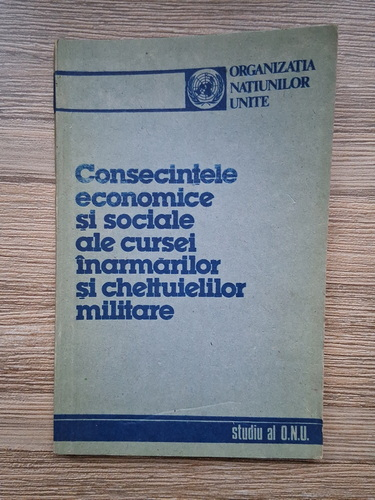 ORGANIZAȚIA
NAȚIUNILOR
UNITE
Consecințele
economice
și sociale
ale cursei
înarmărilor
și cheltuielilor
militare
studiu al O.N.U.